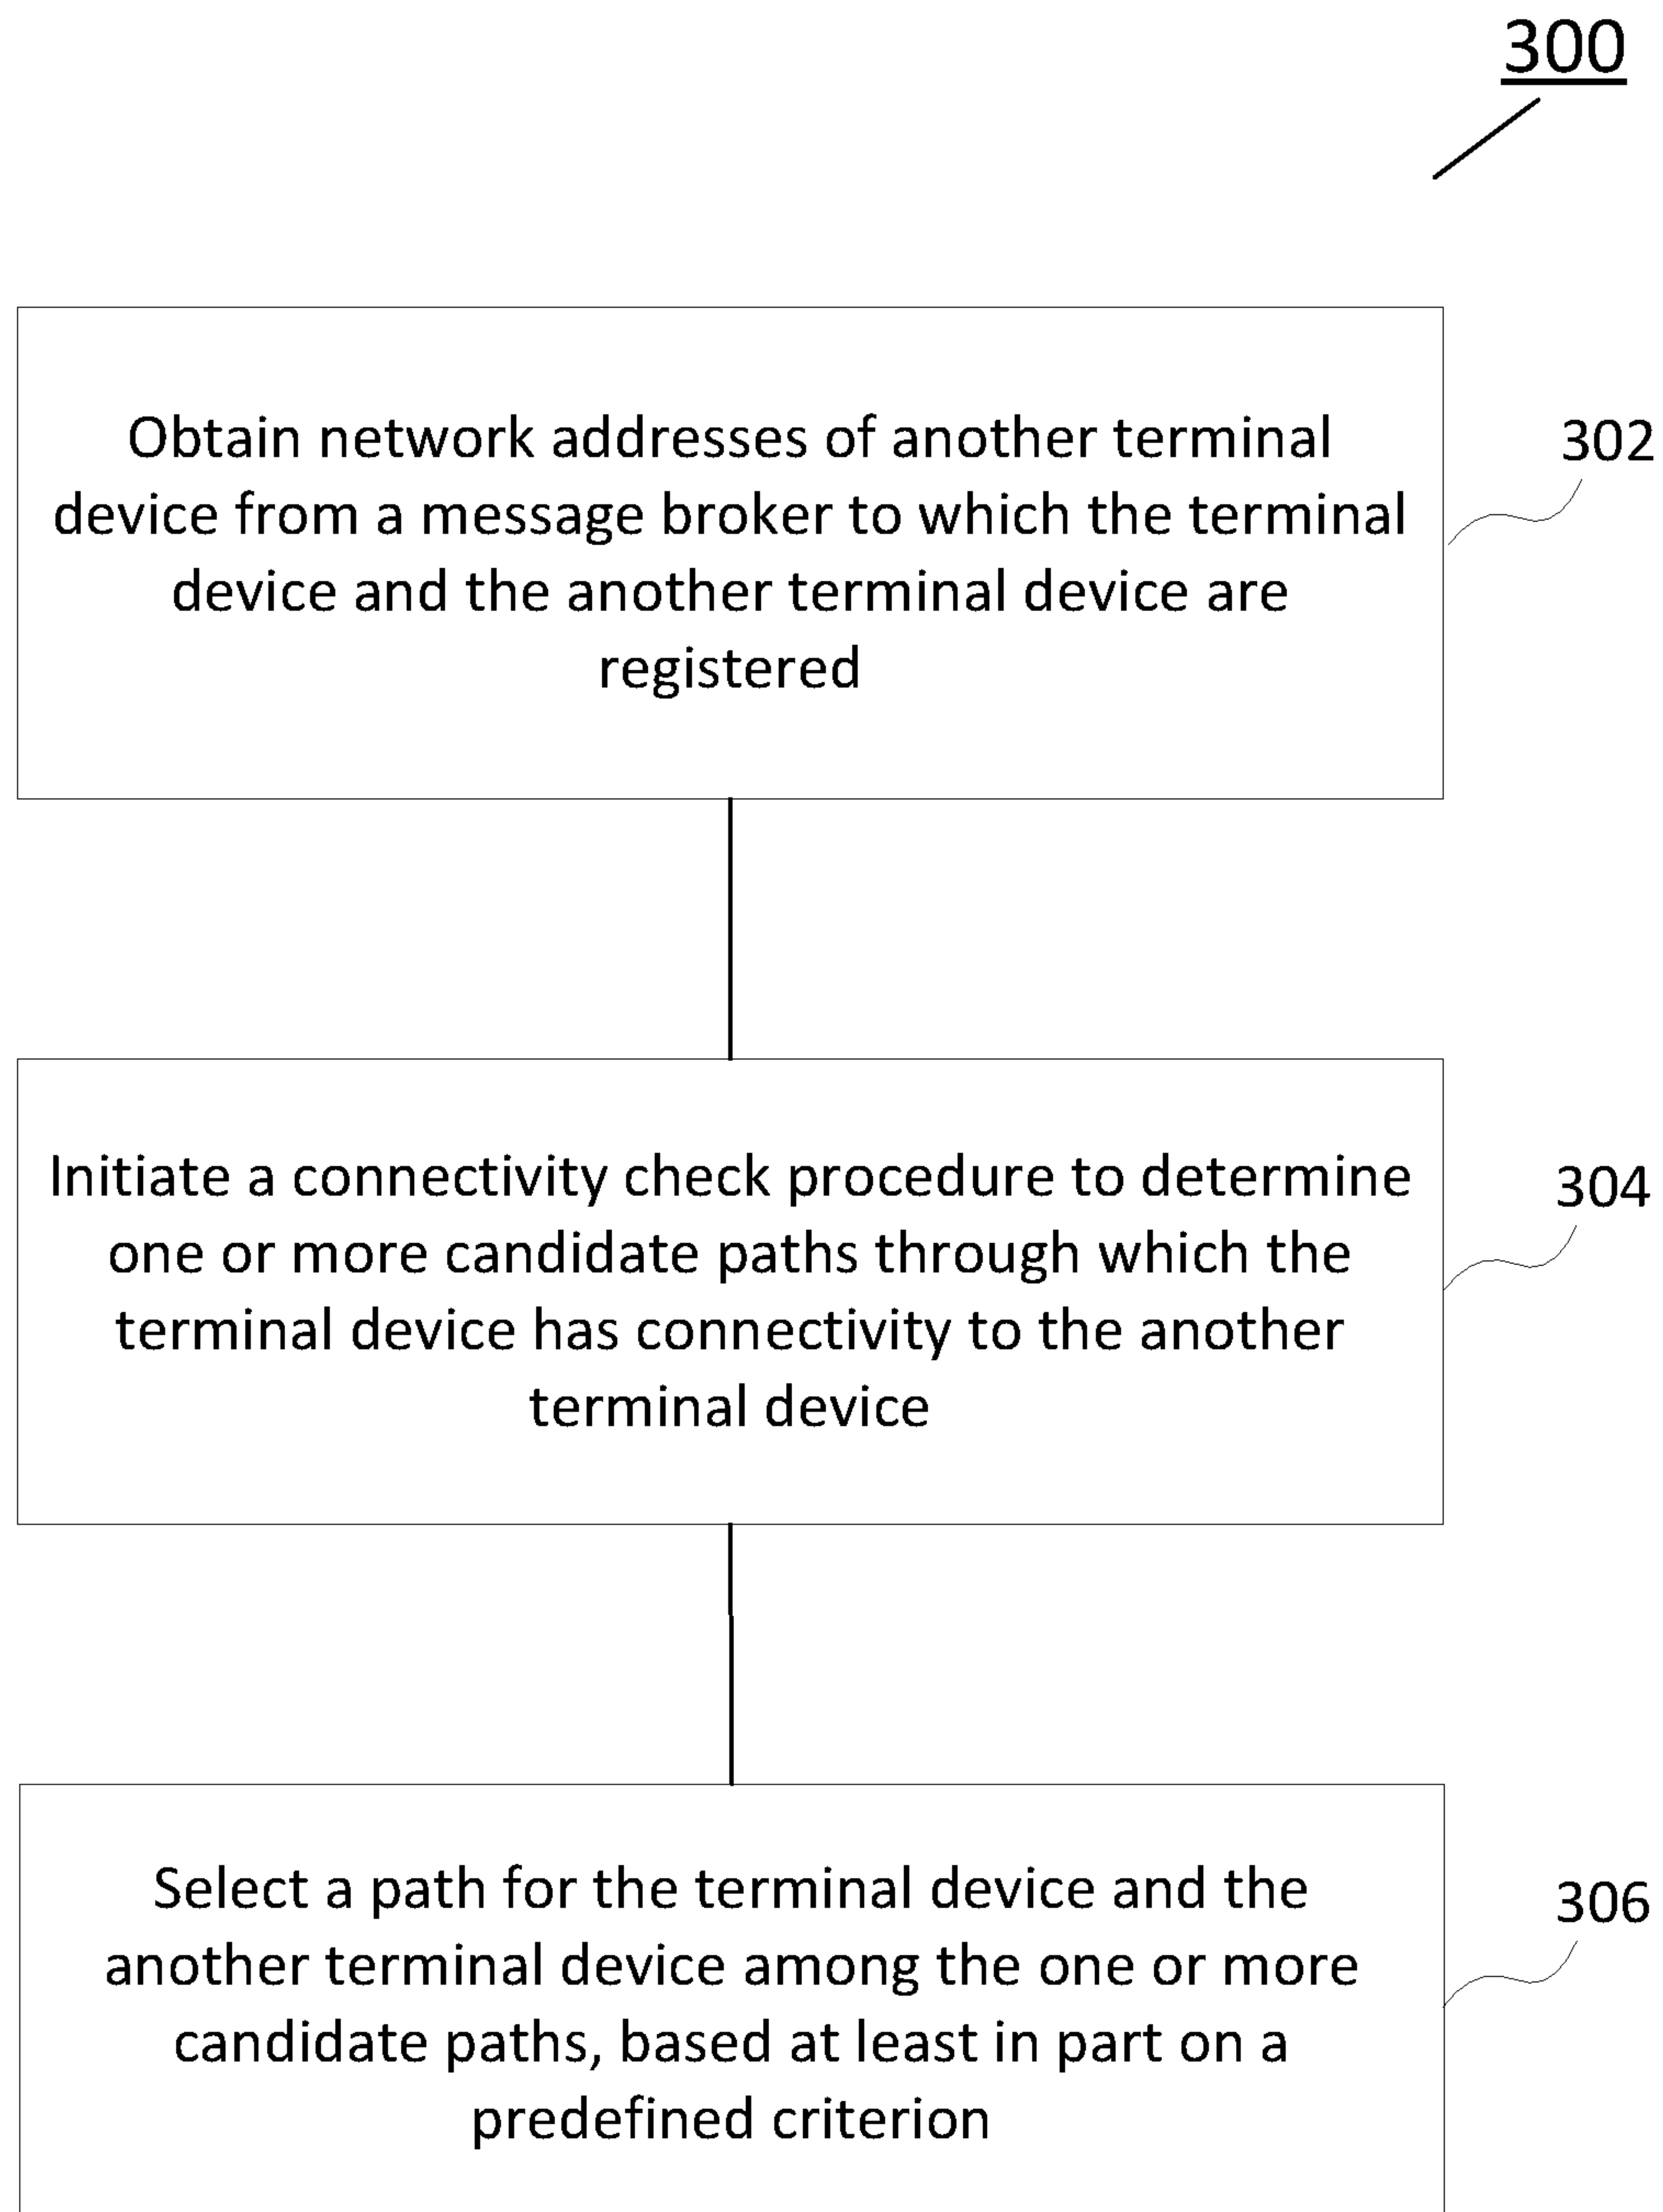 300
Obtain network addresses of another terminal
device from a message broker to which the terminal
device and the another terminal device are
registered
302
Initiate a connectivity check procedure to determine
one or more candidate paths through which the
terminal device has connectivity to the another
terminal device
304
Select a path for the terminal device and the
another terminal device among the one or more
candidate paths, based at least in part on a
predefined criterion
306